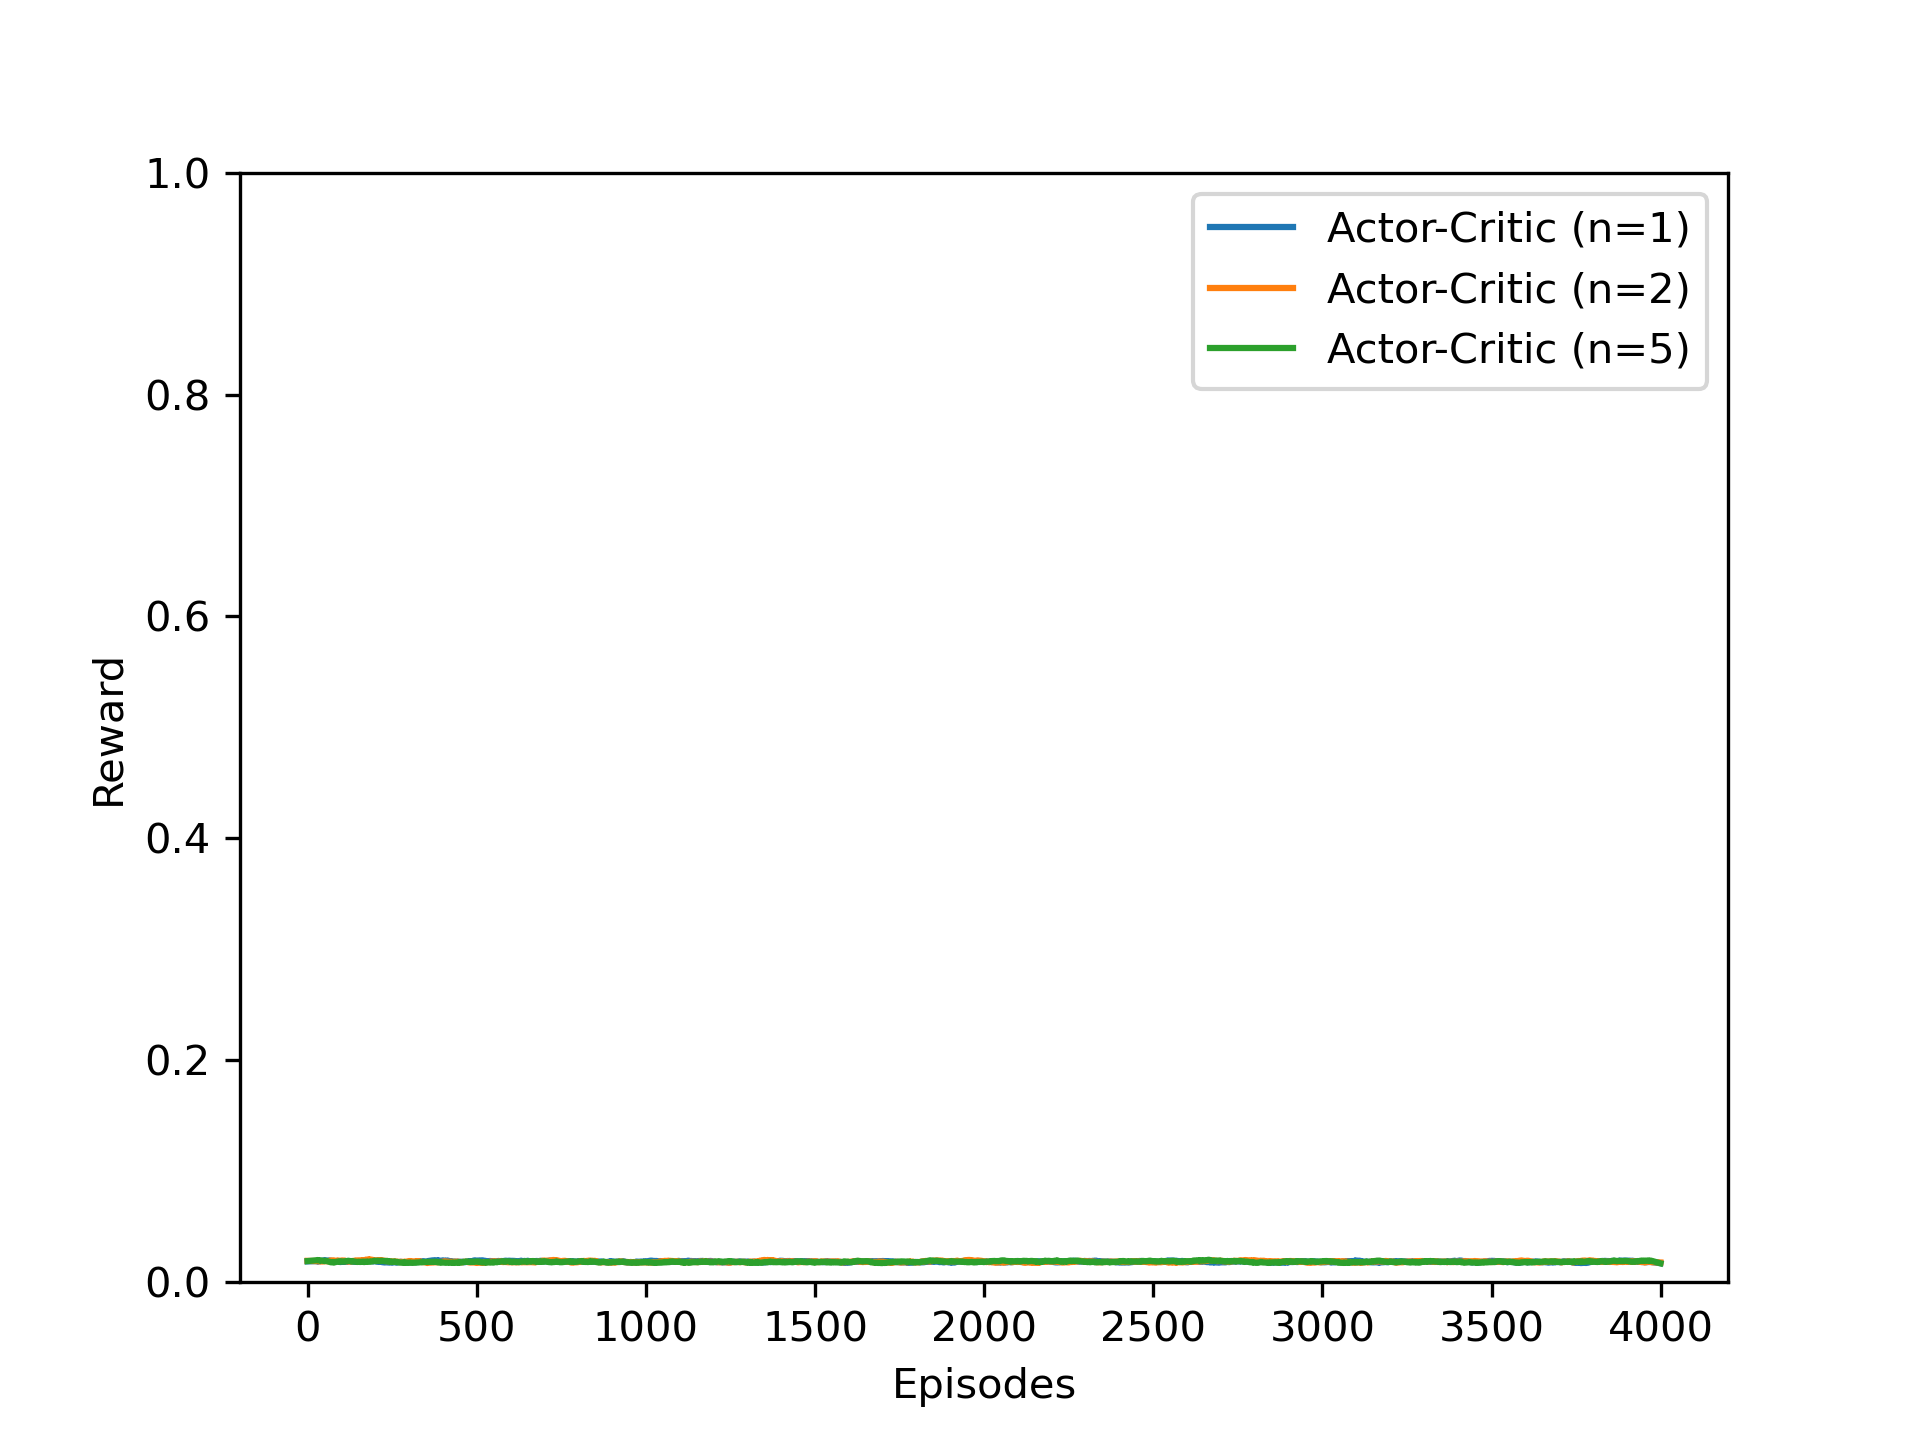 1.0
0.8
0.6
0.4
0.2
0.0
Reward
Actor-Critic (n=1)
Actor-Critic (n=2)
Actor-Critic (n=5)
0 500 1000 1500 2000 2500 3000 3500 4000
Episodes